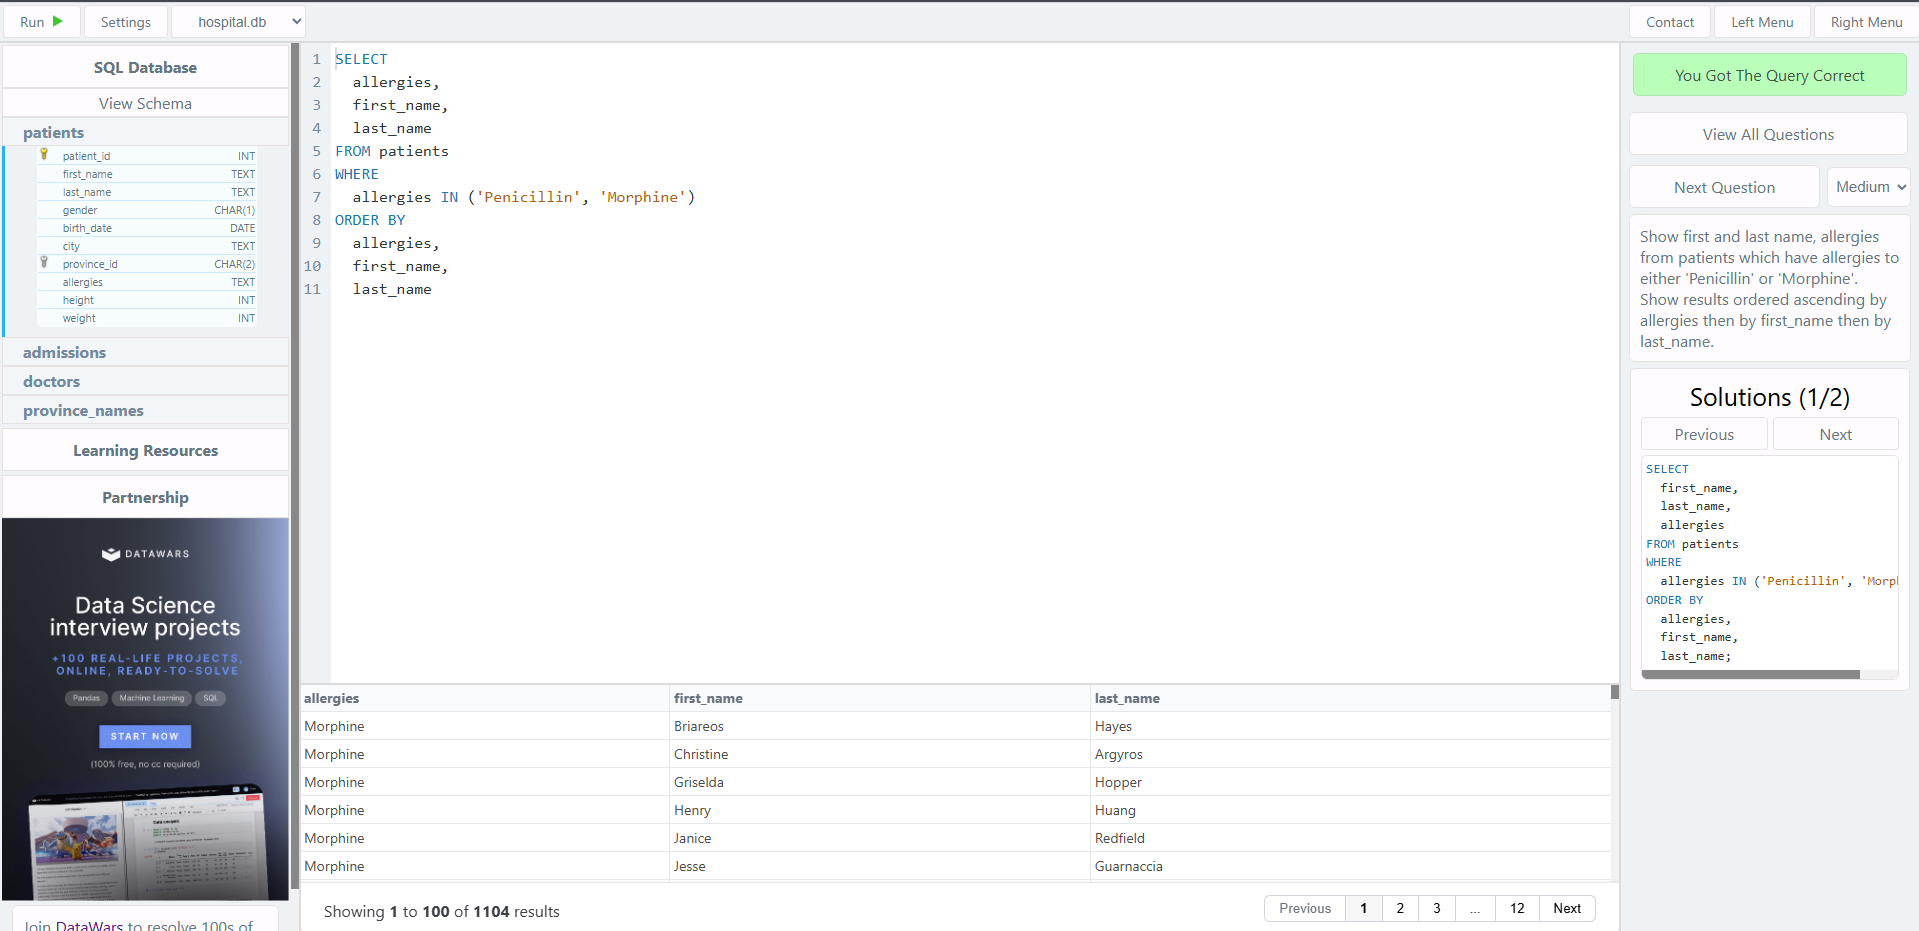 Run
Settings
hospital.db
Contact
Left Menu
Right Menu
SQL Database
View Schema
patients
patient_id INT
first_name TEXT
last_name TEXT
gender CHAR(1)
birth_date DATE
city TEXT
province_id CHAR(2)
allergies TEXT
height INT
weight INT
admissions
doctors
province_names
Learning Resources
Partnership
DATAWARS
Data Science
interview projects
+100 REAL-LIFE PROJECTS,
ONLINE, READY-TO-SOLVE
Pandas Machine Learning SQL
START NOW
(100% free, no cc required)
Join DataWars to resolve 100s of
1 SELECT
2 allergies,
3 first_name,
4 last_name
5 FROM patients
6 WHERE
7 allergies IN ('Penicillin', 'Morphine')
8 ORDER BY
9 allergies,
10 first_name,
11 last_name
allergies first_name last_name
Morphine Briareos Hayes
Morphine Christine Argyros
Morphine Griselda Hopper
Morphine Henry Huang
Morphine Janice Redfield
Morphine Jesse Guarnaccia
Showing 1 to 100 of 1104 results
Previous 1 2 3 ... 12 Next
You Got The Query Correct
View All Questions
Next Question
Medium
Show first and last name, allergies
from patients which have allergies to
either 'Penicillin' or 'Morphine'.
Show results ordered ascending by
allergies then by first_name then by
last_name.
Solutions (1/2)
Previous Next
SELECT
first_name,
last_name,
allergies
FROM patients
WHERE
allergies IN ('Penicillin', 'Morp
ORDER BY
allergies,
first_name,
last_name;